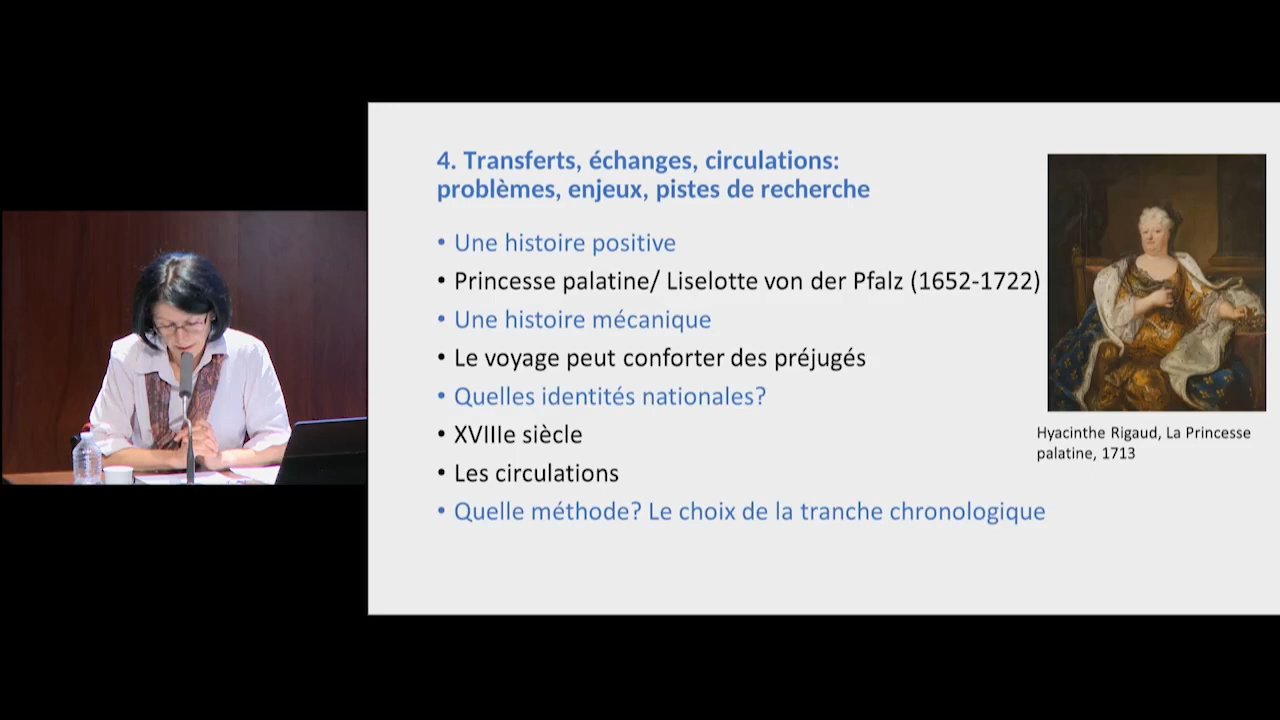 4. Transferts, échanges, circulations:
problèmes, enjeux, pistes de recherche
• Une histoire positive
• Princesse palatine/ Liselotte von der Pfalz (1652-1722)
• Une histoire mécanique
• Le voyage peut conforter des préjugés
• Quelles identités nationales?
• XVIIIe siècle
• Les circulations
• Quelle méthode? Le choix de la tranche chronologique
Hyacinthe Rigaud, La Princesse
palatine, 1713